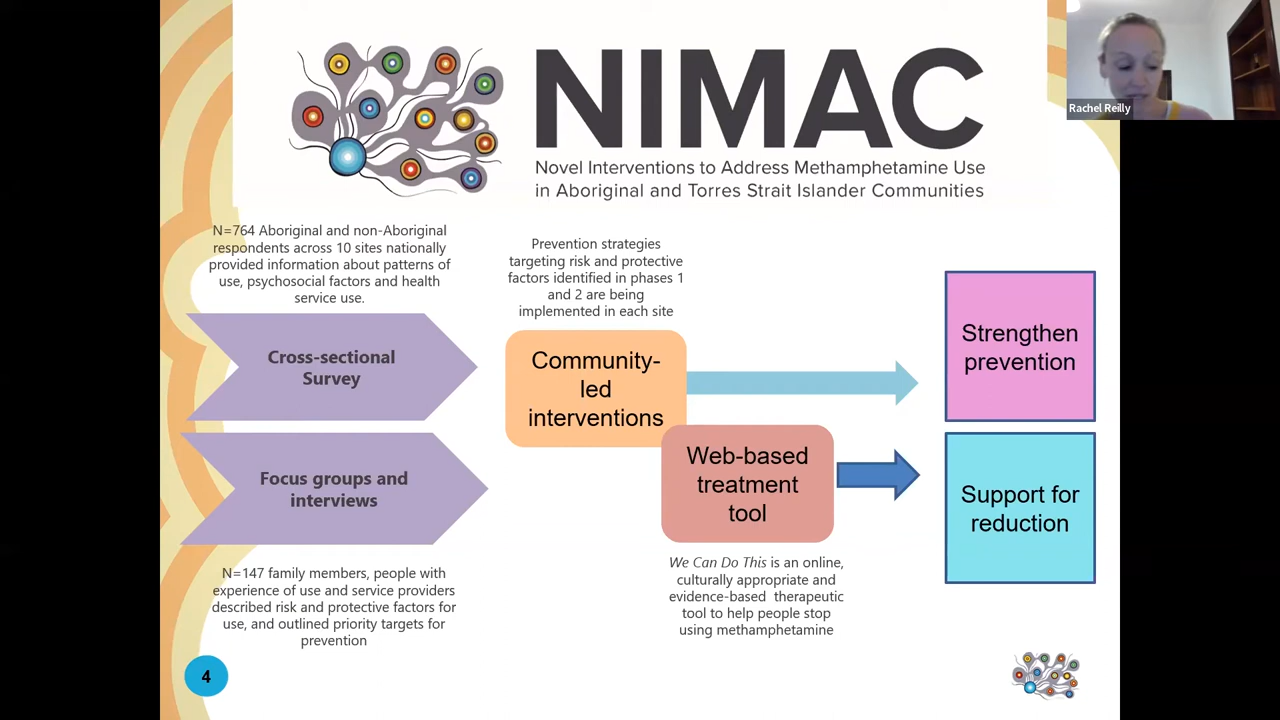 NIMAC
Novel Interventions to Address Methamphetamine Use
in Aboriginal and Torres Strait Islander Communities
Rachel Reilly
N=764 Aboriginal and non-Aboriginal
respondents across 10 sites nationally
provided information about patterns of
use, psychosocial factors and health
service use.
Cross-sectional
Survey
Focus groups and
interviews
N=147 family members, people with
experience of use and service providers
described risk and protective factors for
use, and outlined priority targets for
prevention
Prevention strategies
targeting risk and protective
factors identified in phases 1
and 2 are being
implemented in each site
Community-
led
interventions
Web-based
treatment
tool
We Can Do This is an online,
culturally appropriate and
evidence-based therapeutic
tool to help people stop
using methamphetamine
Strengthen
prevention
Support for
reduction
4